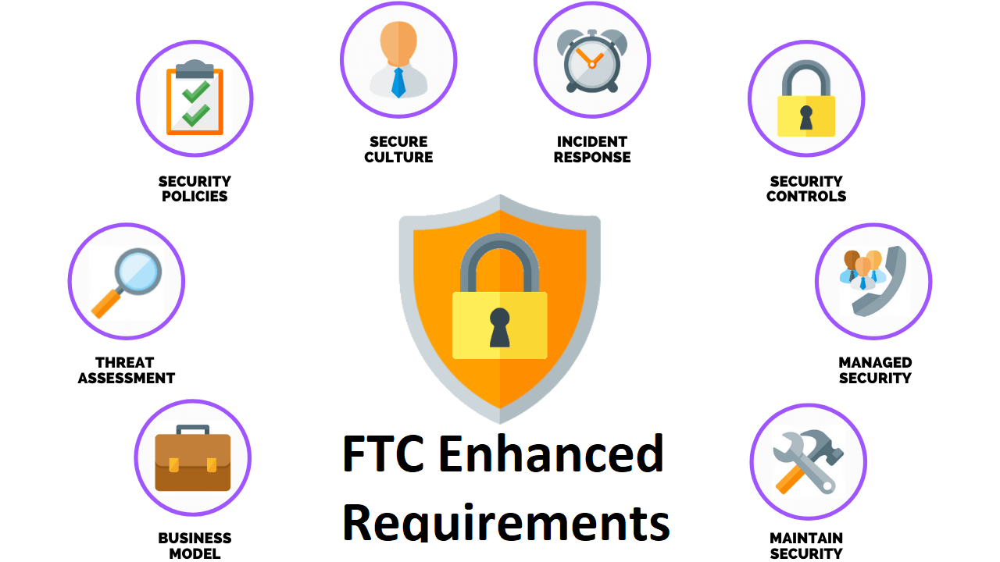 SECURE
CULTURE
INCIDENT
RESPONSE
SECURITY
POLICIES
SECURITY
CONTROLS
THREAT
ASSESSMENT
MANAGED
SECURITY
FTC Enhanced
Requirements
BUSINESS
MODEL
MAINTAIN
SECURITY